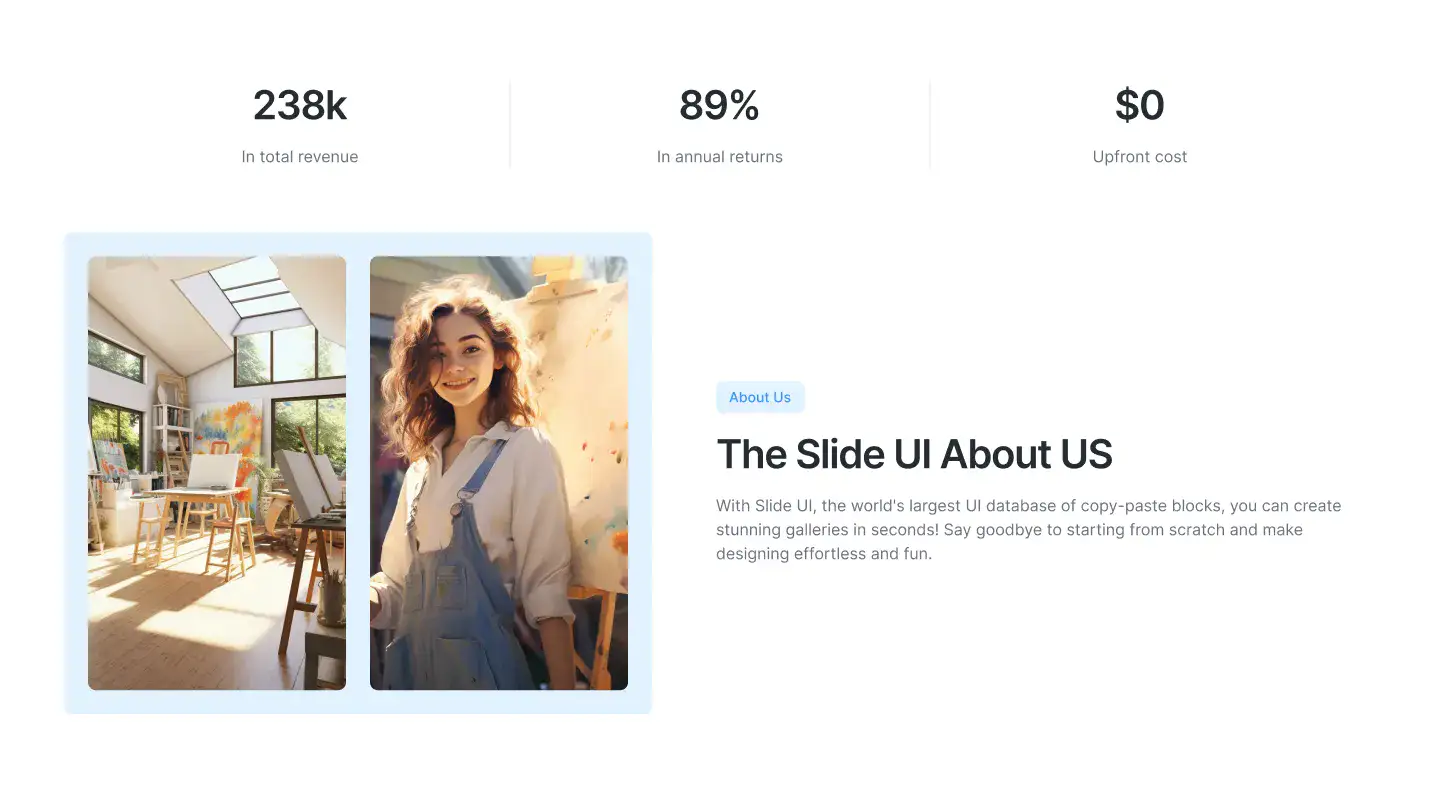 238k
In total revenue
89%
In annual returns
$0
Upfront cost
About Us
The Slide UI About US
With Slide UI, the world's largest UI database of copy-paste blocks, you can create
stunning galleries in seconds! Say goodbye to starting from scratch and make
designing effortless and fun.